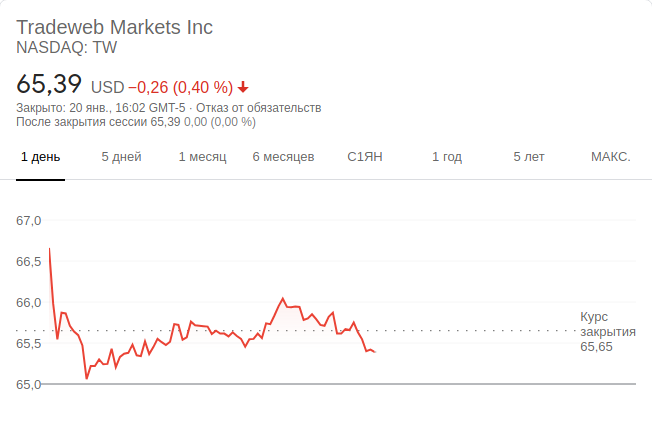 Tradeweb Markets Inc
NASDAQ: TW
65,39 USD −0,26 (0,40 %)
Закрыто: 20 янв., 16:02 GMT-5 · Отказ от обязательств
После закрытия сессии 65,39 0,00 (0,00 %)
1 день 5 дней 1 месяц 6 месяцев С1ЯН 1 год 5 лет МАКС.
67,0
66,5
66,0
Курс
закрытия
65,65
65,5
65,0